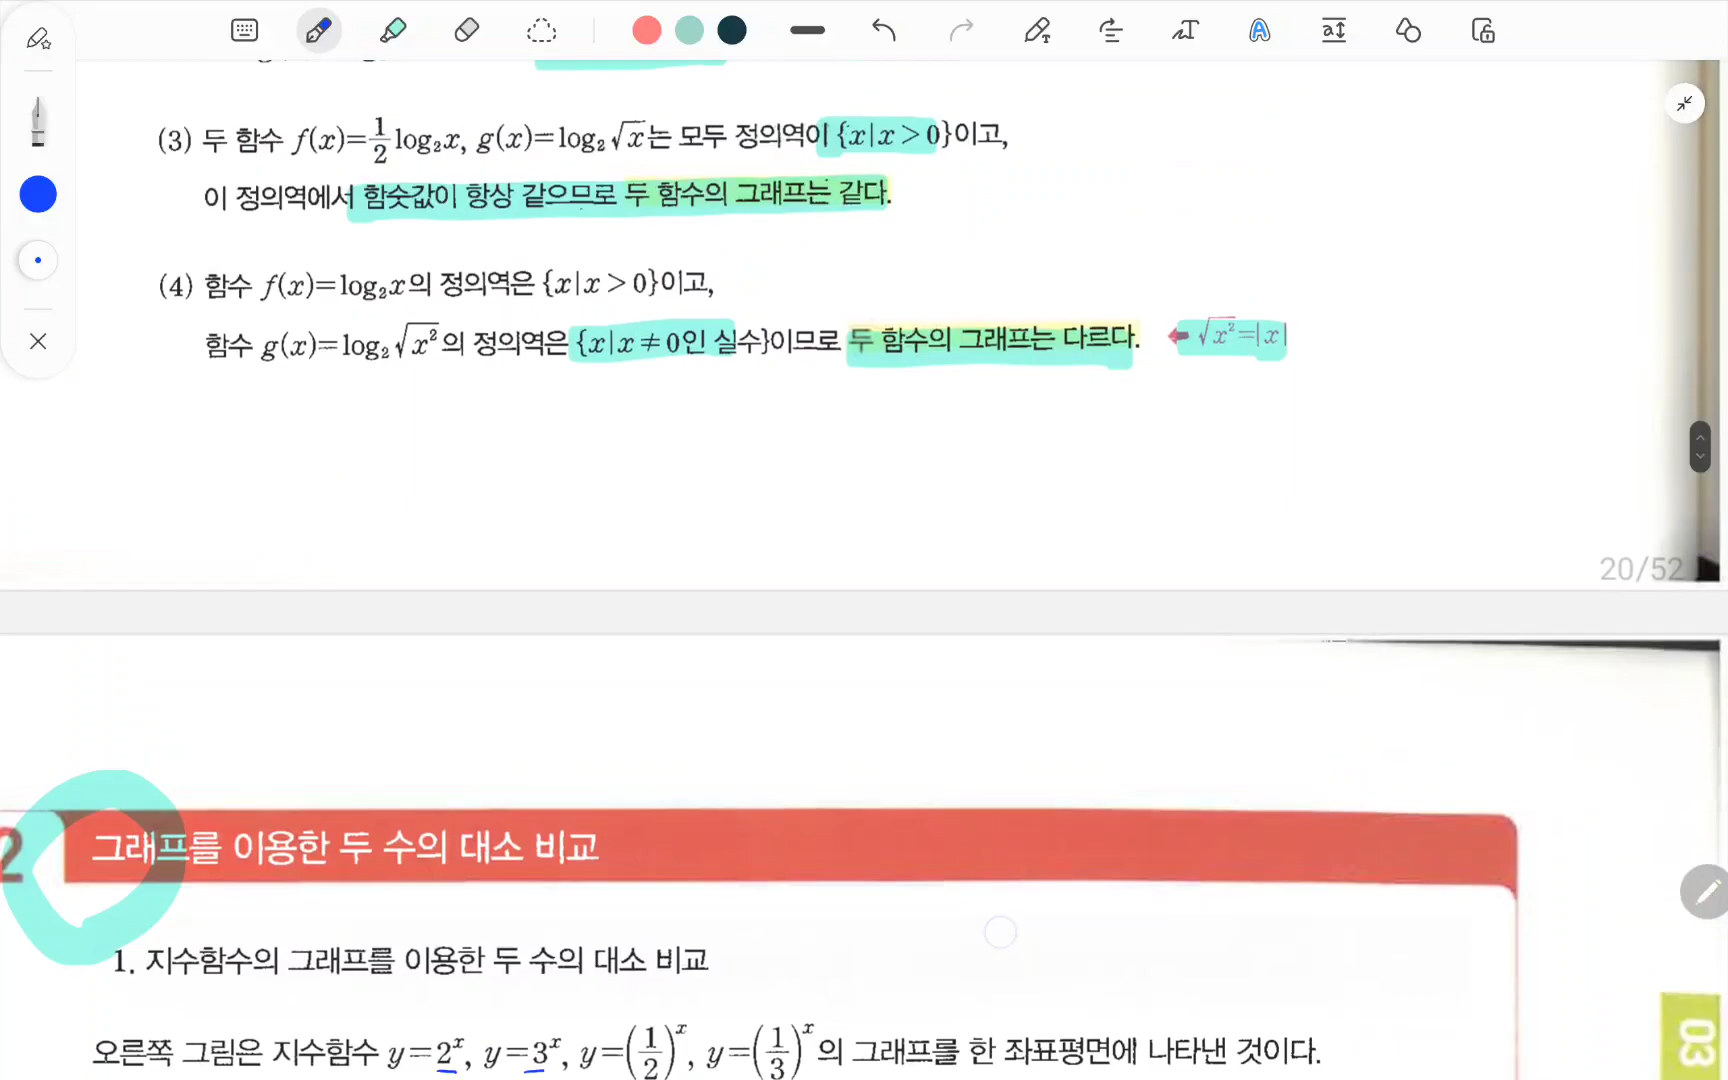 (3) 두 함수 f(x)=1/2 log₂x, g(x)=log₂√x는 모두 정의역이 {x|x>0}이고,
이 정의역에서 함숫값이 항상 같으므로 두 함수의 그래프는 같다.
(4) 함수 f(x)=log₂x의 정의역은 {x|x>0}이고,
함수 g(x)=log₂√x²의 정의역은 {x|x≠0인 실수}이므로 두 함수의 그래프는 다르다. ⬅ √x²=|x|
20/52
2 그래프를 이용한 두 수의 대소 비교
1. 지수함수의 그래프를 이용한 두 수의 대소 비교
오른쪽 그림은 지수함수 y=2ˣ, y=3ˣ, y=(1/2)ˣ, y=(1/3)ˣ의 그래프를 한 좌표평면에 나타낸 것이다.
03